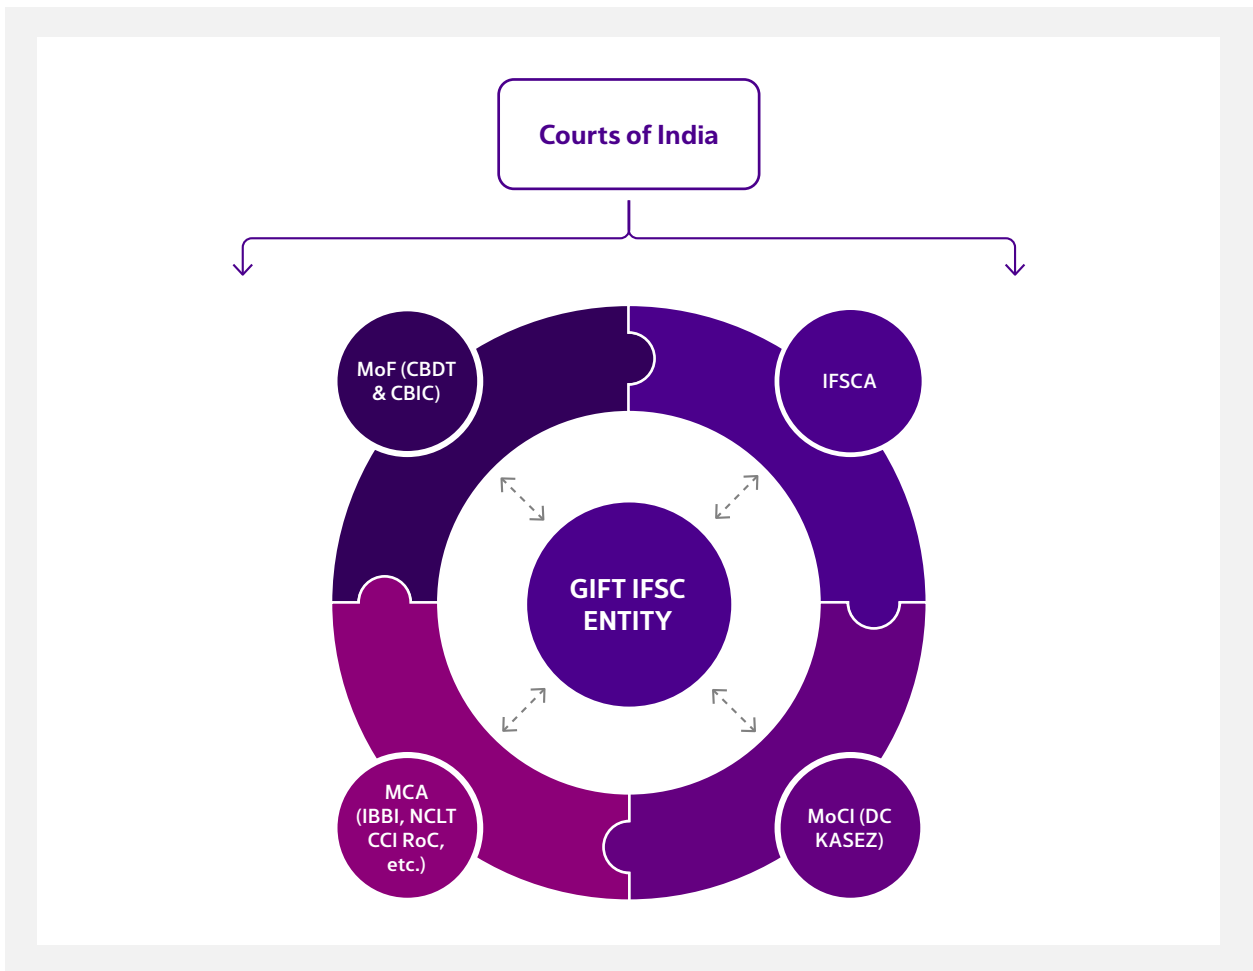 Courts of India
MoF (CBDT
& CBIC)
IFSCA
GIFT IFSC
ENTITY
MCA
(IBBI, NCLT
CCI RoC,
etc.)
MoCI (DC
KASEZ)